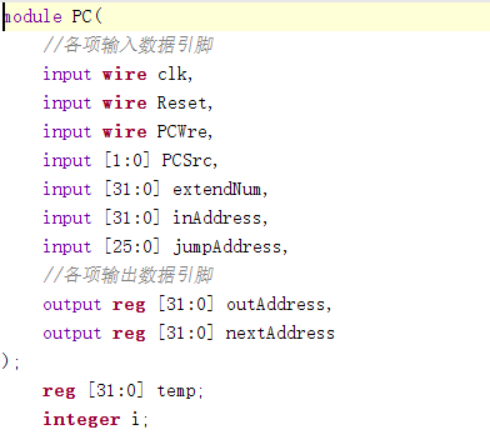 module PC(
//各项输入数据引脚
input wire clk,
input wire Reset,
input wire PCWre,
input [1:0] PCSrc,
input [31:0] extendNum,
input [31:0] inAddress,
input [25:0] jumpAddress,
//各项输出数据引脚
output reg [31:0] outAddress,
output reg [31:0] nextAddress
);
reg [31:0] temp;
integer i;